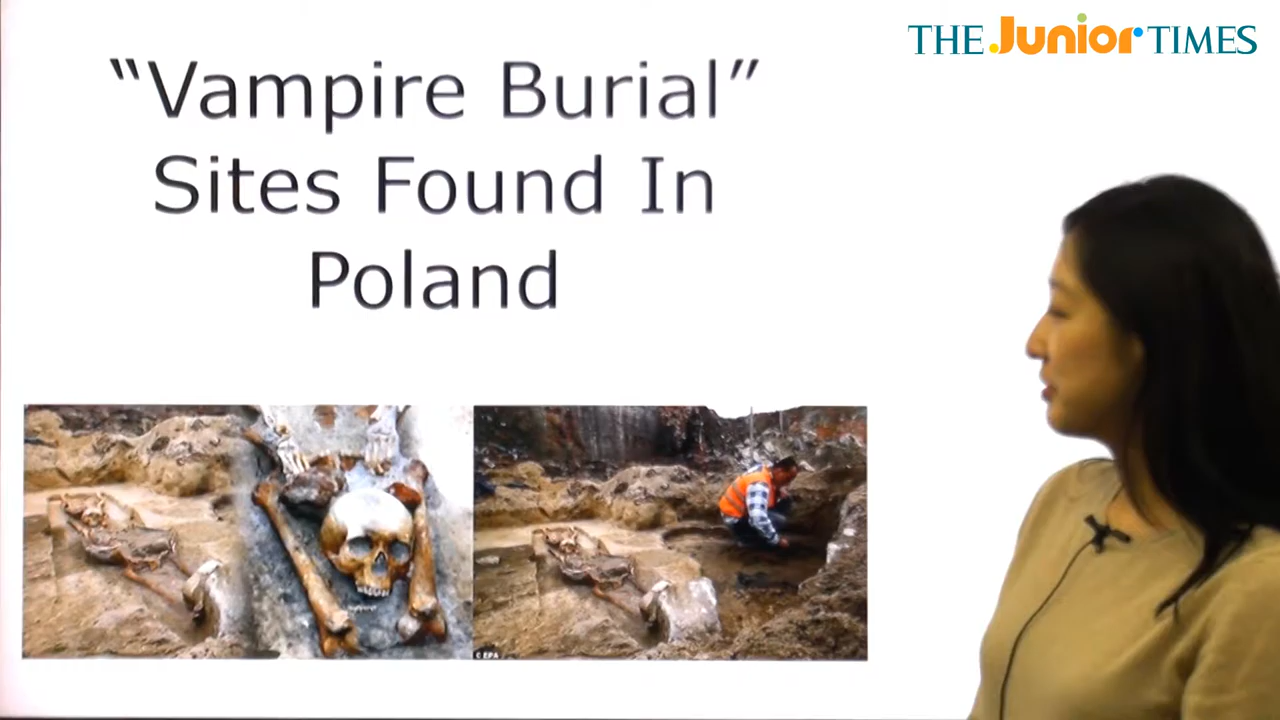 THE Junior TIMES
“Vampire Burial”
Sites Found In
Poland
© EPA